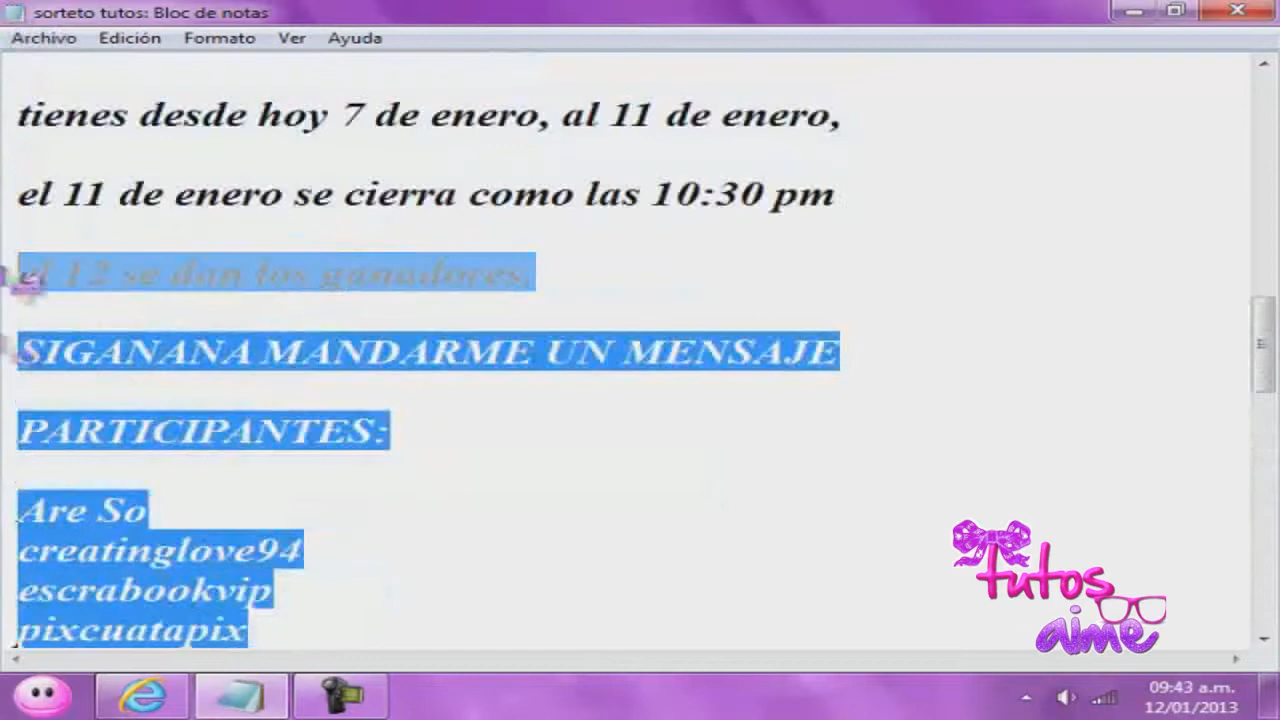 sorteto tutos: Bloc de notas
Archivo Edición Formato Ver Ayuda
tienes desde hoy 7 de enero, al 11 de enero,
el 11 de enero se cierra como las 10:30 pm
el 12 se dan los ganadores,
SIGANANA MANDARME UN MENSAJE
PARTICIPANTES:
Are So
creatinglove94
escrabookvip
pixcuatapix
tutos
aime
09:43 a.m.
12/01/2013